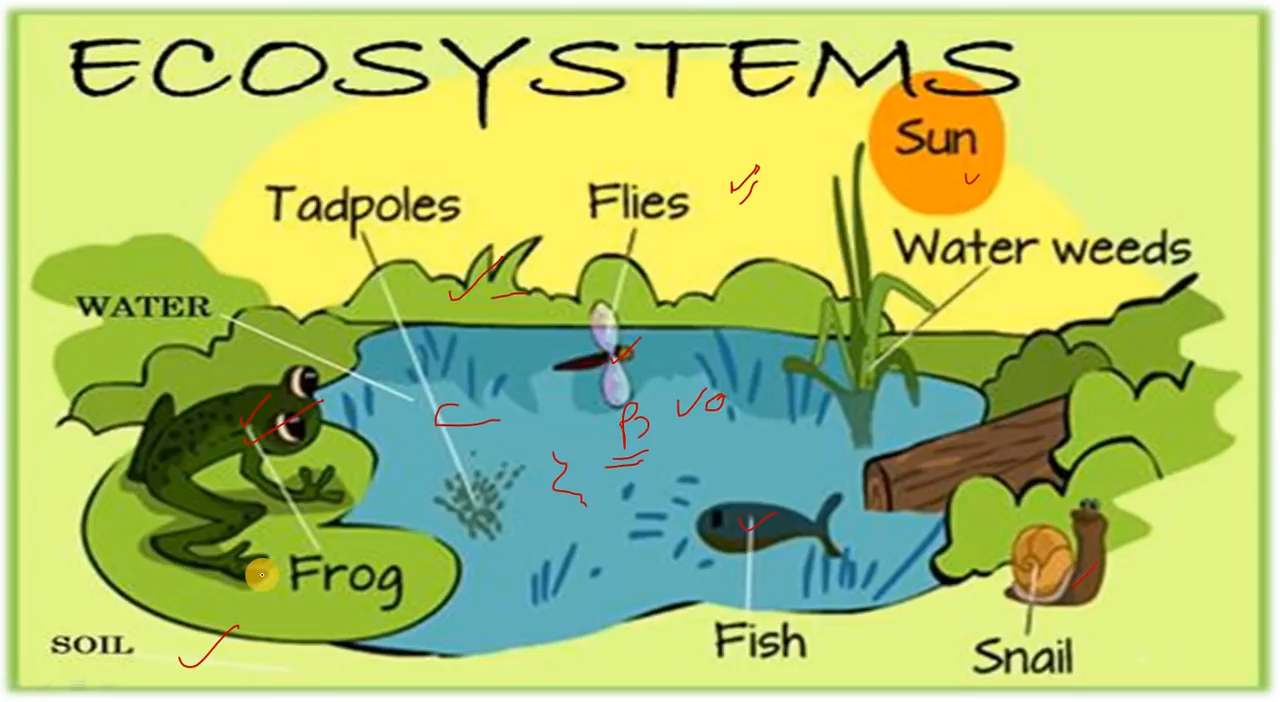 ECOSYSTEMS
Sun
Tadpoles
Flies
Water weeds
WATER
Frog
SOIL
Fish
Snail